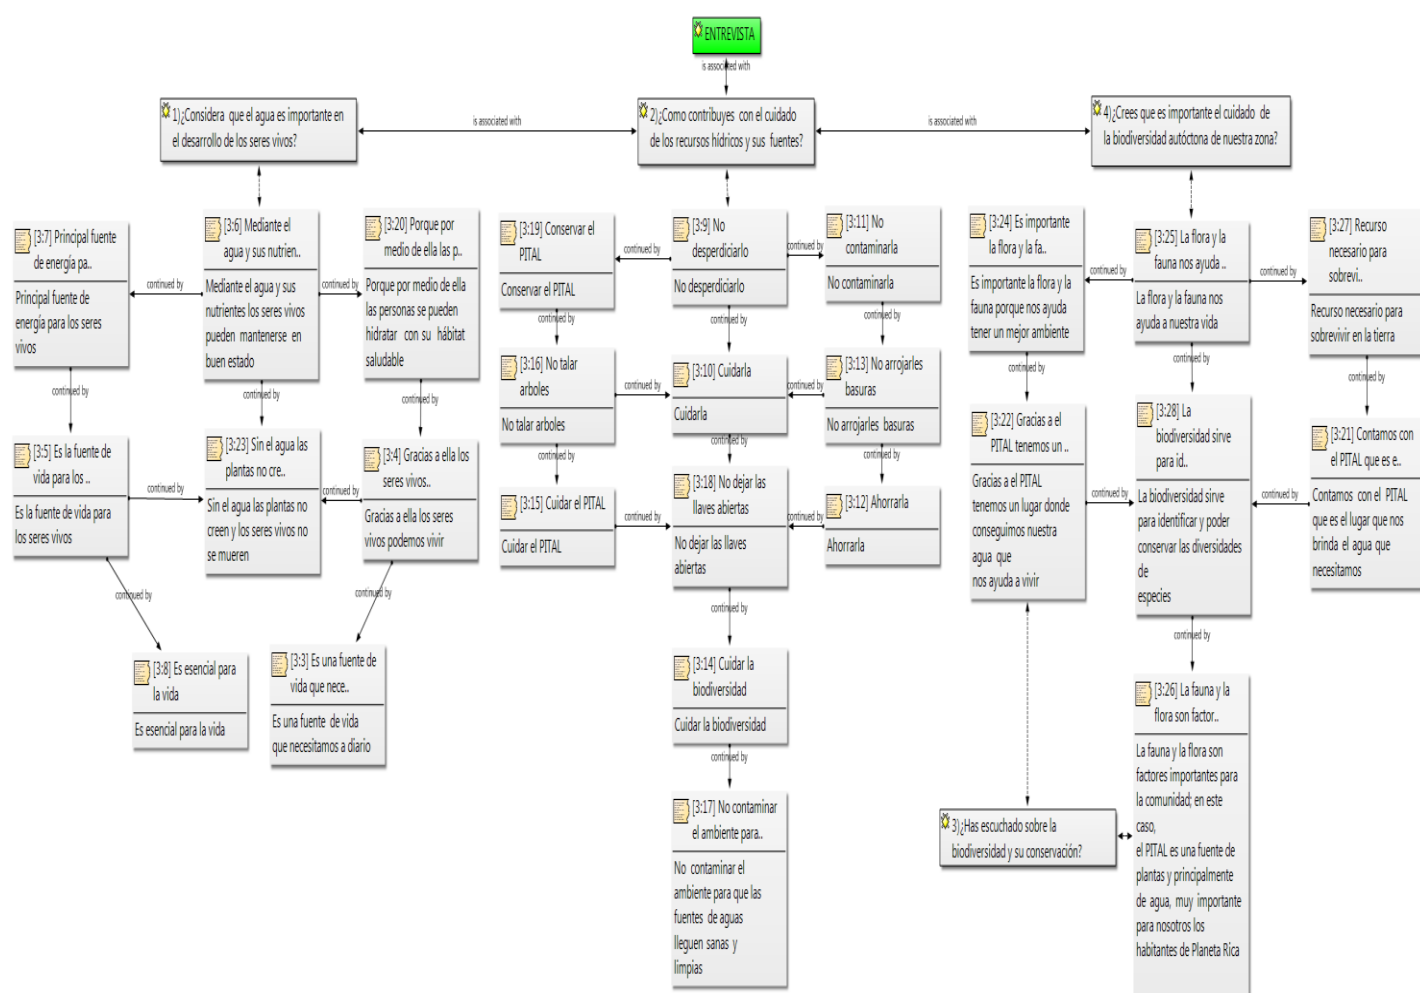 ENTREVISTA
is associated with
1)¿Considera que el agua es importante en
el desarrollo de los seres vivos?
is associated with
2)¿Como contribuyes con el cuidado
de los recursos hídricos y sus fuentes?
is associated with
4)¿Crees que es importante el cuidado de
la biodiversidad autóctona de nuestra zona?
[3:7] Principal fuente
de energía pa..
Principal fuente de
energía para los seres
vivos
continued by
[3:6] Mediante el
agua y sus nutrien..
Mediante el agua y sus
nutrientes los seres vivos
pueden mantenerse en
buen estado
continued by
[3:20] Porque por
medio de ella las p..
Porque por medio de ella
las personas se pueden
hidratar con su hábitat
saludable
continued by
continued by
continued by
[3:5] Es la fuente de
vida para los ..
Es la fuente de vida para
los seres vivos
continued by
[3:23] Sin el agua las
plantas no cre..
Sin el agua las plantas no
creen y los seres vivos no
se mueren
continued by
[3:4] Gracias a ella los
seres vivos..
Gracias a ella los seres
vivos podemos vivir
continued by
continued by
[3:8] Es esencial para
la vida
Es esencial para la vida
[3:3] Es una fuente de
vida que nece..
Es una fuente de vida
que necesitamos a diario
[3:19] Conservar el
PITAL
Conservar el PITAL
continued by
[3:9] No
desperdiciarlo
No desperdiciarlo
continued by
[3:11] No
contaminarla
No contaminarla
continued by
continued by
continued by
[3:16] No talar
arboles
No talar arboles
continued by
[3:10] Cuidarla
Cuidarla
continued by
[3:13] No arrojarles
basuras
No arrojarles basuras
continued by
continued by
continued by
[3:15] Cuidar el PITAL
Cuidar el PITAL
continued by
[3:18] No dejar las
llaves abiertas
No dejar las llaves
abiertas
continued by
[3:12] Ahorrarla
Ahorrarla
continued by
[3:14] Cuidar la
biodiversidad
Cuidar la biodiversidad
continued by
[3:17] No contaminar
el ambiente para..
No contaminar el
ambiente para que las
fuentes de aguas
lleguen sanas y
limpias
[3:24] Es importante
la flora y la fa..
Es importante la flora y la
fauna porque nos ayuda
tener un mejor ambiente
continued by
[3:25] La flora y la
fauna nos ayuda ..
La flora y la fauna nos
ayuda a nuestra vida
continued by
[3:27] Recurso
necesario para
sobrevi..
Recurso necesario para
sobrevivir en la tierra
continued by
continued by
continued by
[3:22] Gracias a el
PITAL tenemos un ..
Gracias a el PITAL
tenemos un lugar donde
conseguimos nuestra
agua que
nos ayuda a vivir
continued by
[3:28] La
biodiversidad sirve
para id..
La biodiversidad sirve
para identificar y poder
conservar las diversidades
de
especies
continued by
[3:21] Contamos con
el PITAL que es e..
Contamos con el PITAL
que es el lugar que nos
brinda el agua que
necesitamos
continued by
[3:26] La fauna y la
flora son factor..
La fauna y la flora son
factores importantes para
la comunidad; en este
caso,
el PITAL es una fuente de
plantas y principalmente
de agua, muy importante
para nosotros los
habitantes de Planeta Rica
3)¿Has escuchado sobre la
biodiversidad y su conservación?